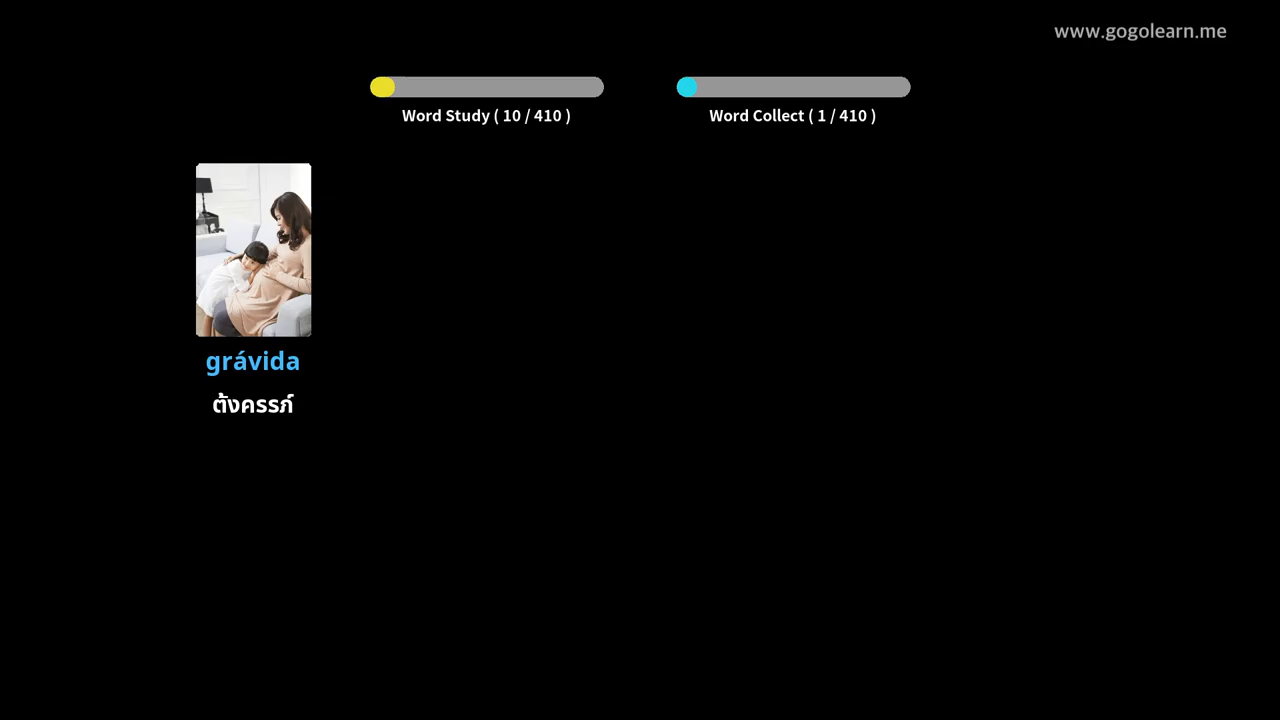 www.gogolearn.me
Word Study ( 10 / 410 )
Word Collect ( 1 / 410 )
grávida
ตั้งครรภ์